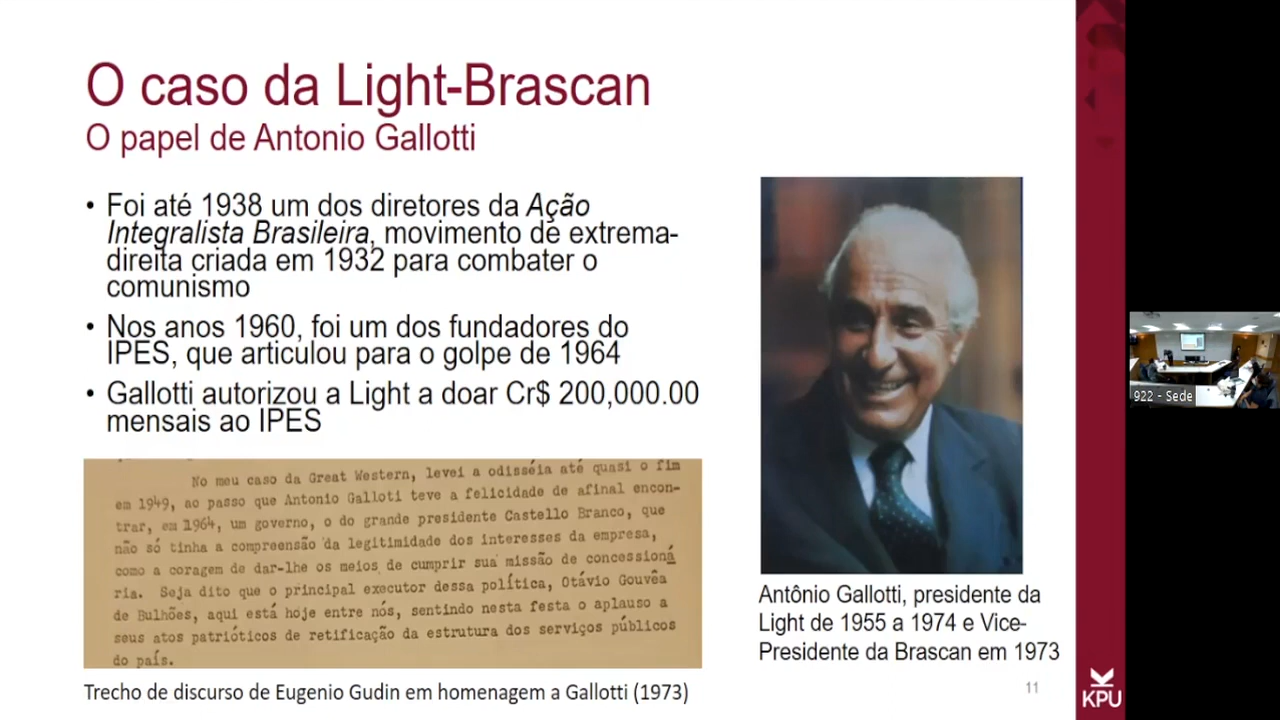 O caso da Light-Brascan
O papel de Antonio Gallotti
• Foi até 1938 um dos diretores da Ação
Integralista Brasileira, movimento de extrema-
direita criada em 1932 para combater o
comunismo
• Nos anos 1960, foi um dos fundadores do
IPES, que articulou para o golpe de 1964
• Gallotti autorizou a Light a doar Cr$ 200,000.00
mensais ao IPES
No meu caso da Great Western, levei a odisséia até quasi o fim
em 1949, ao passo que Antonio Galloti teve a felicidade de afinal encon-
trar, em 1964, um governo, o do grande presidente Castello Branco, que
não só tinha a compreensão da legitimidade dos interesses da empresa,
como a coragem de dar-lhe os meios de cumprir sua missão de concessioná
ria. Seja dito que o principal executor dessa política, Otávio Gouvêa
de Bulhões, aqui está hoje entre nós, sentindo nesta festa o aplauso a
seus atos patrióticos de retificação da estrutura dos serviços públicos
do país.
Trecho de discurso de Eugenio Gudin em homenagem a Gallotti (1973)
Antônio Gallotti, presidente da
Light de 1955 a 1974 e Vice-
Presidente da Brascan em 1973
11
KPU
922 - Sede